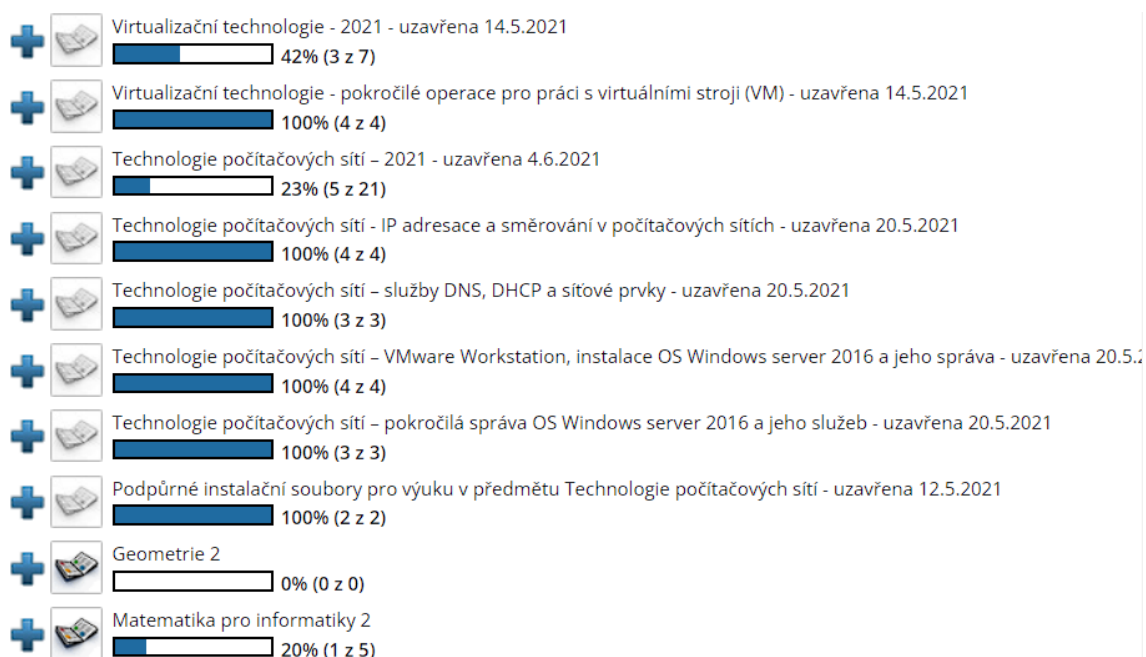 Virtualizační technologie - 2021 - uzavřena 14.5.2021
42% (3 z 7)
Virtualizační technologie - pokročilé operace pro práci s virtuálními stroji (VM) - uzavřena 14.5.2021
100% (4 z 4)
Technologie počítačových sítí – 2021 - uzavřena 4.6.2021
23% (5 z 21)
Technologie počítačových sítí - IP adresace a směrování v počítačových sítích - uzavřena 20.5.2021
100% (4 z 4)
Technologie počítačových sítí – služby DNS, DHCP a síťové prvky - uzavřena 20.5.2021
100% (3 z 3)
Technologie počítačových sítí – VMware Workstation, instalace OS Windows server 2016 a jeho správa - uzavřena 20.5.2
100% (4 z 4)
Technologie počítačových sítí – pokročilá správa OS Windows server 2016 a jeho služeb - uzavřena 20.5.2021
100% (3 z 3)
Podpůrné instalační soubory pro výuku v předmětu Technologie počítačových sítí - uzavřena 12.5.2021
100% (2 z 2)
Geometrie 2
0% (0 z 0)
Matematika pro informatiky 2
20% (1 z 5)